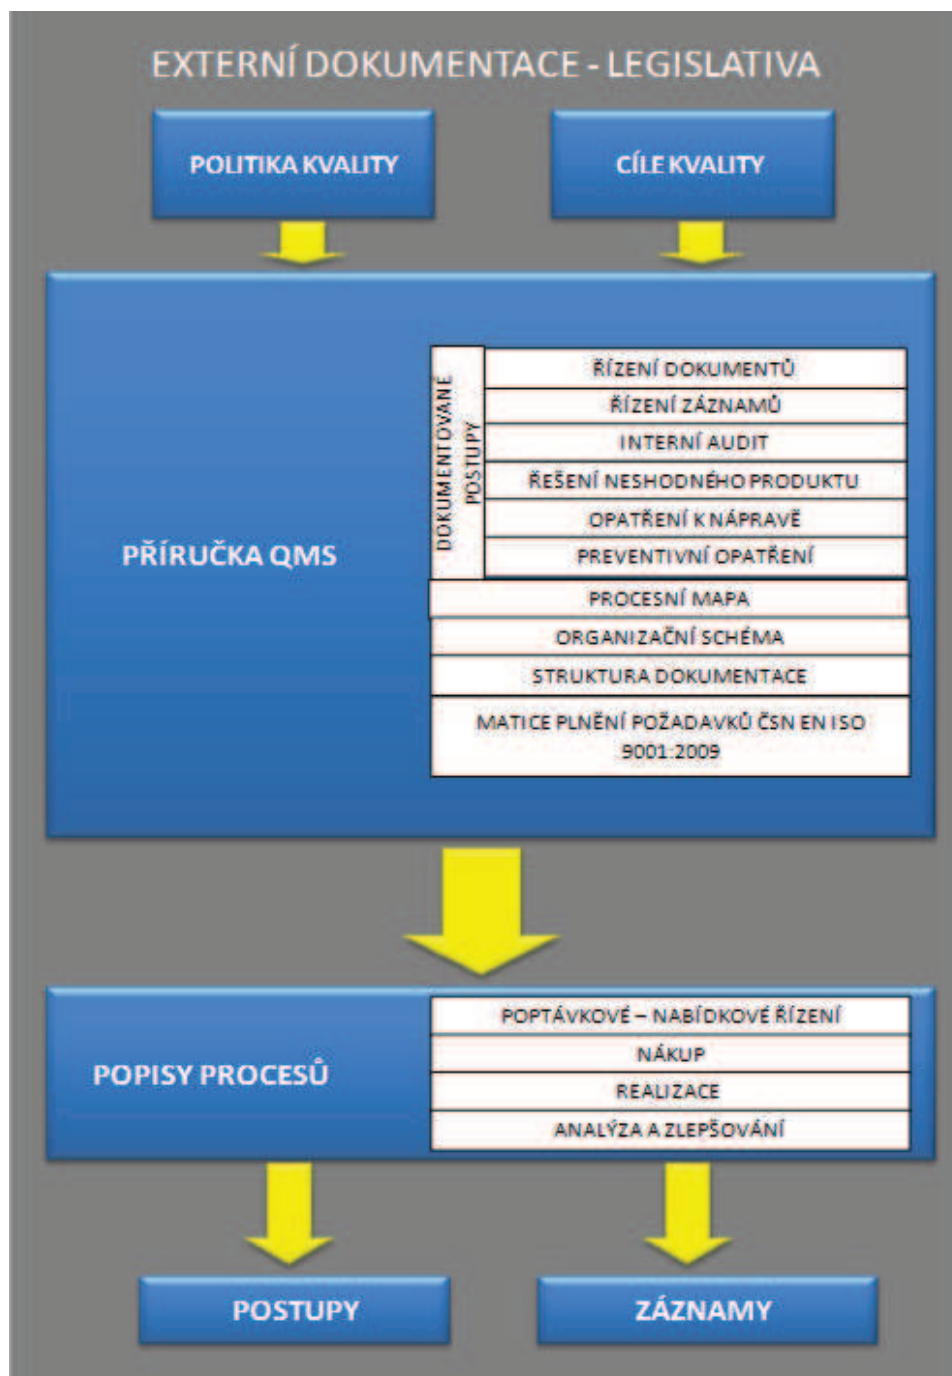 EXTERNÍ DOKUMENTACE - LEGISLATIVA
POLITIKA KVALITY
CÍLE KVALITY
PŘÍRUČKA QMS
DOKUMENTOVANÉ
POSTUPY
ŘÍZENÍ DOKUMENTŮ
ŘÍZENÍ ZÁZNAMŮ
INTERNÍ AUDIT
ŘEŠENÍ NESHODNÉHO PRODUKTU
OPATŘENÍ K NÁPRAVĚ
PREVENTIVNÍ OPATŘENÍ
PROCESNÍ MAPA
ORGANIZAČNÍ SCHÉMA
STRUKTURA DOKUMENTACE
MATICE PLNĚNÍ POŽADAVKŮ ČSN EN ISO
9001:2009
POPISY PROCESŮ
POPTÁVKOVÉ – NABÍDKOVÉ ŘÍZENÍ
NÁKUP
REALIZACE
ANALÝZA A ZLEPŠOVÁNÍ
POSTUPY
ZÁZNAMY